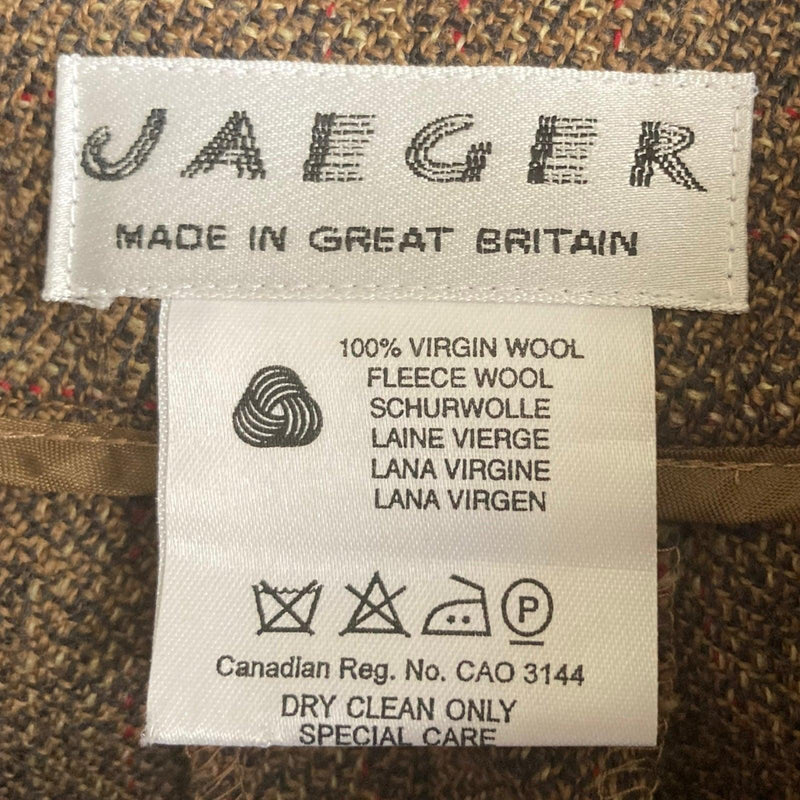 JAEGER
MADE IN GREAT BRITAIN
100% VIRGIN WOOL
FLEECE WOOL
SCHURWOLLE
LAINE VIERGE
LANA VIRGINE
LANA VIRGEN
P
Canadian Reg. No. CAO 3144
DRY CLEAN ONLY
SPECIAL CARE